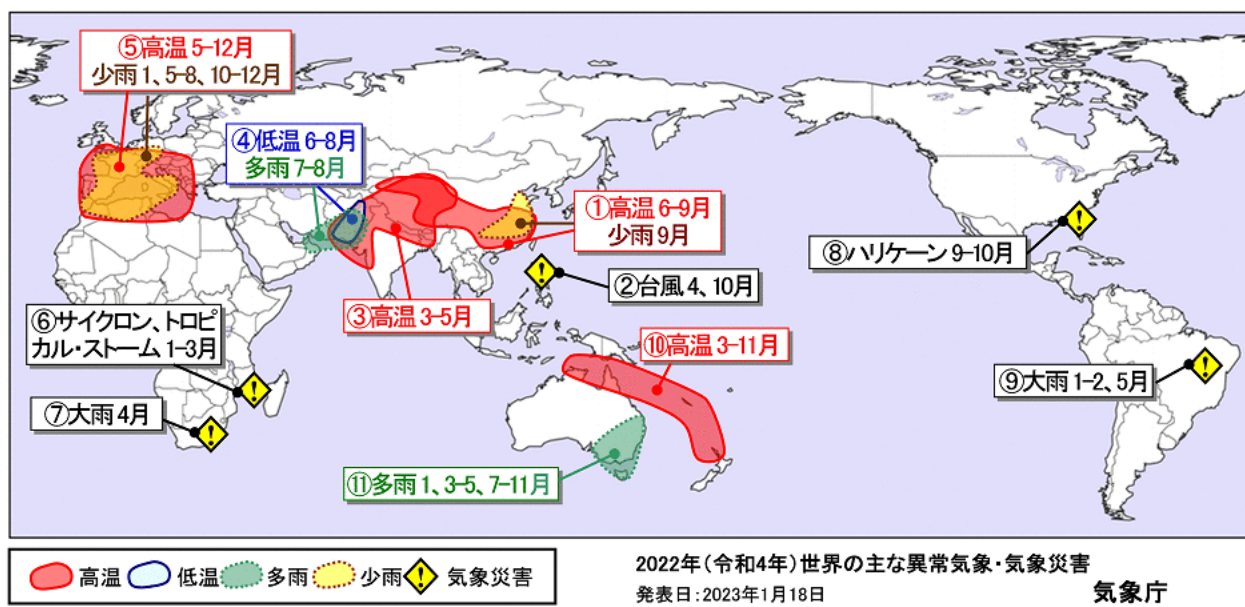 ⑤高温 5-12月
少雨 1、5-8、10-12月
④低温 6-8月
多雨 7-8月
①高温 6-9月
少雨 9月
⑧ハリケーン 9-10月
②台風 4、10月
③高温 3-5月
⑥サイクロン、トロピ
カル・ストーム 1-3月
⑩高温 3-11月
⑨大雨 1-2、5月
⑦大雨 4月
⑪多雨 1、3-5、7-11月
高温 低温 多雨 少雨 気象災害
2022年(令和4年)世界の主な異常気象・気象災害
発表日:2023年1月18日
気象庁